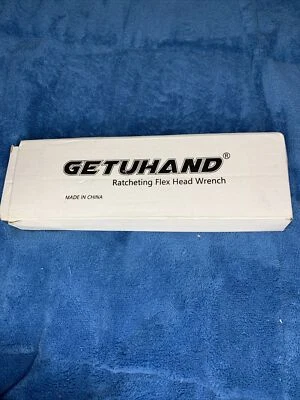 GETUHAND®
Ratcheting Flex Head Wrench
MADE IN CHINA